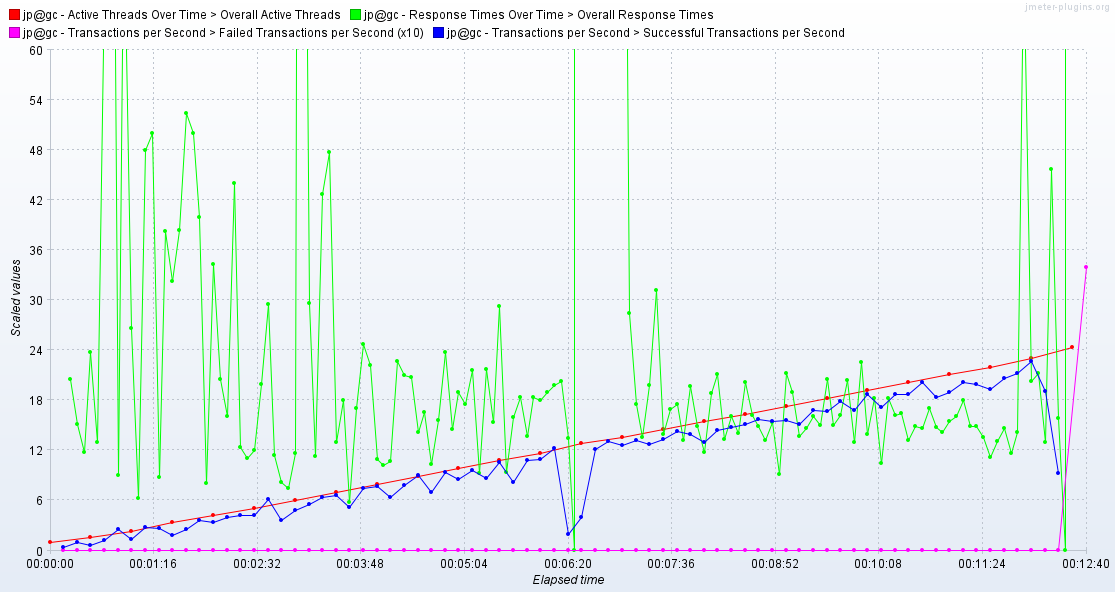 jp@gc - Active Threads Over Time > Overall Active Threads jp@gc - Response Times Over Time > Overall Response Times
jmeter-plugins.org
jp@gc - Transactions per Second > Failed Transactions per Second (x10) jp@gc - Transactions per Second > Successful Transactions per Second
60
54
48
42
36
30
24
18
12
6
0
Scaled values
00:00:00 00:01:16 00:02:32 00:03:48 00:05:04 00:06:20 00:07:36 00:08:52 00:10:08 00:11:24 00:12:40
Elapsed time